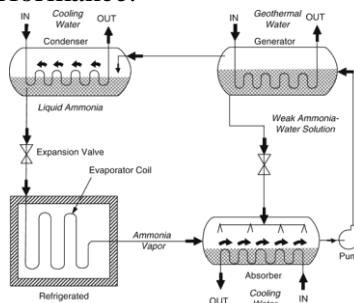 IN
Cooling
Water
OUT
Condenser
IN
Geothermal
Water
OUT
Generator
Liquid Ammonia
Weak Ammonia-
Water Solution
Expansion Valve
Evaporator Coil
Ammonia
Vapor
Refrigerated
Absorber
OUT
Cooling
IN